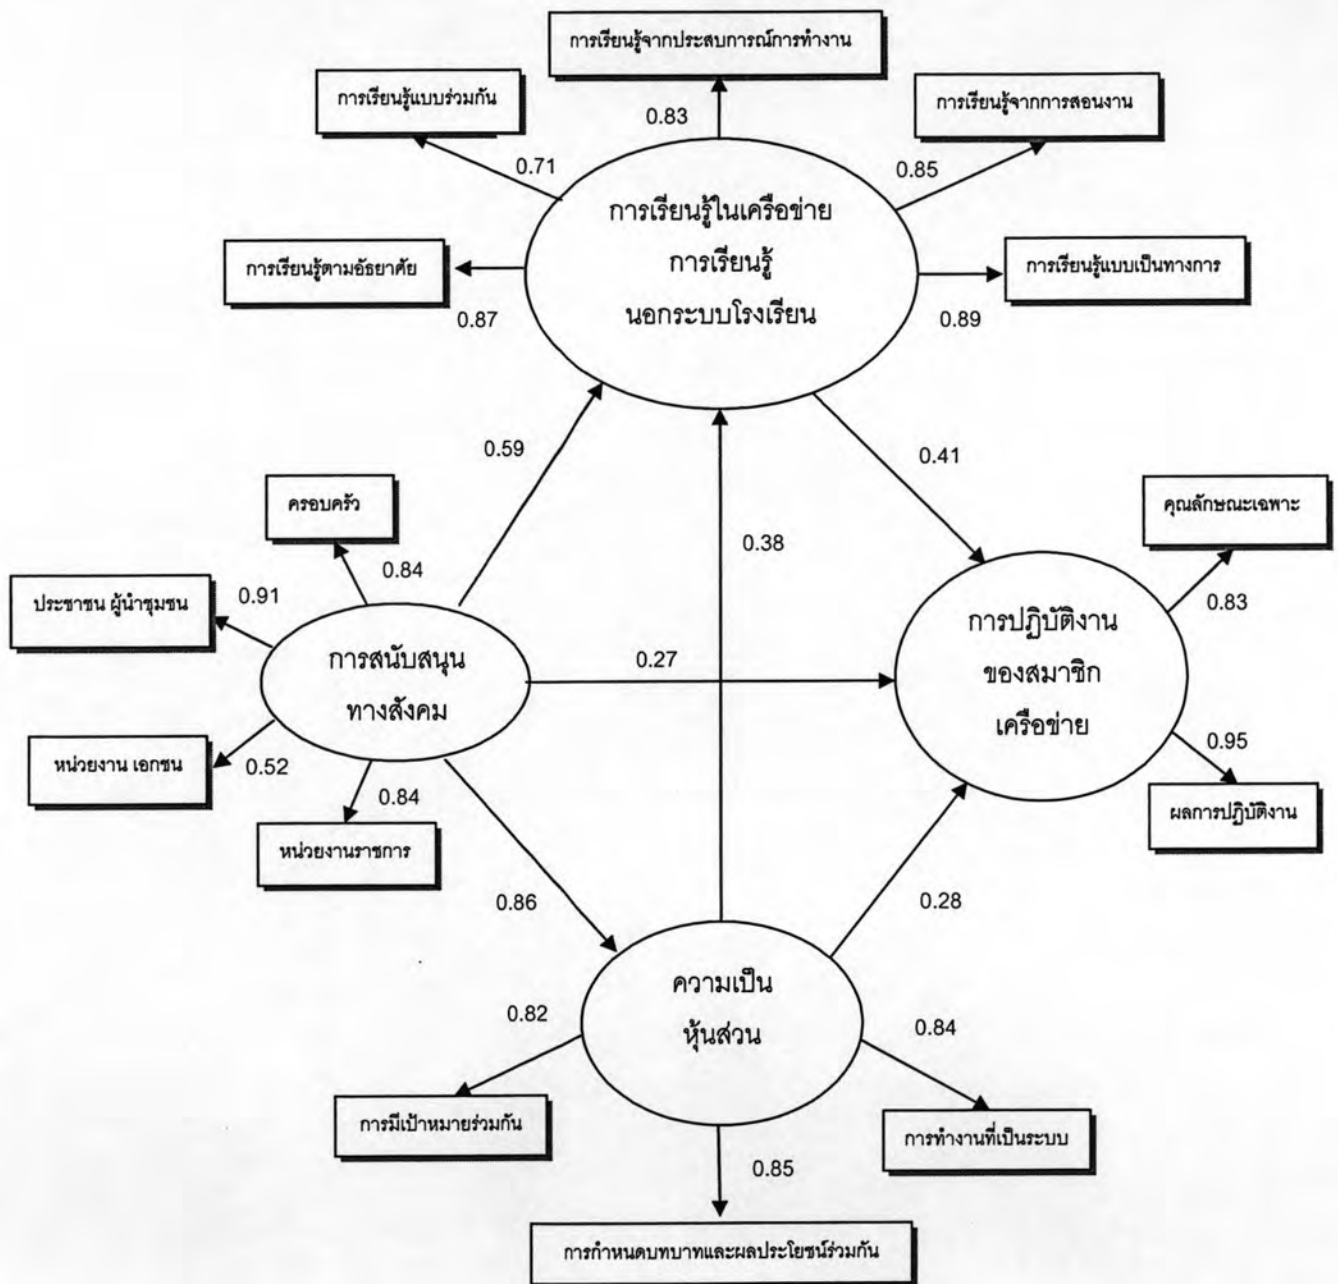 การเรียนรู้จากประสบการณ์การทำงาน
การเรียนรู้แบบร่วมกัน
การเรียนรู้จากการสอนงาน
0.83
0.71
0.85
การเรียนรู้ในเครือข่าย
การเรียนรู้
นอกระบบโรงเรียน
การเรียนรู้ตามอัธยาศัย
การเรียนรู้แบบเป็นทางการ
0.87
0.89
0.59
0.41
ครอบครัว
คุณลักษณะเฉพาะ
0.38
0.84
ประชาชน ผู้นำชุมชน
0.91
0.83
การสนับสนุน
ทางสังคม
0.27
การปฏิบัติงาน
ของสมาชิก
เครือข่าย
หน่วยงาน เอกชน
0.52
0.95
0.84
ผลการปฏิบัติงาน
หน่วยงานราชการ
0.86
0.28
ความเป็น
หุ้นส่วน
0.82
0.84
การมีเป้าหมายร่วมกัน
การทำงานที่เป็นระบบ
0.85
การกำหนดบทบาทและผลประโยชน์ร่วมกัน